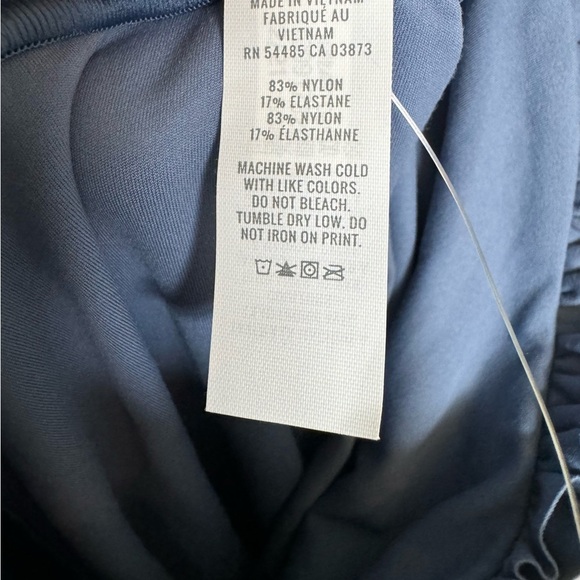 MADE IN VIETNAM
FABRIQUÉ AU
VIETNAM
RN 54485 CA 03873
83% NYLON
17% ELASTANE
83% NYLON
17% ÉLASTHANNE
MACHINE WASH COLD
WITH LIKE COLORS.
DO NOT BLEACH.
TUMBLE DRY LOW. DO
NOT IRON ON PRINT.